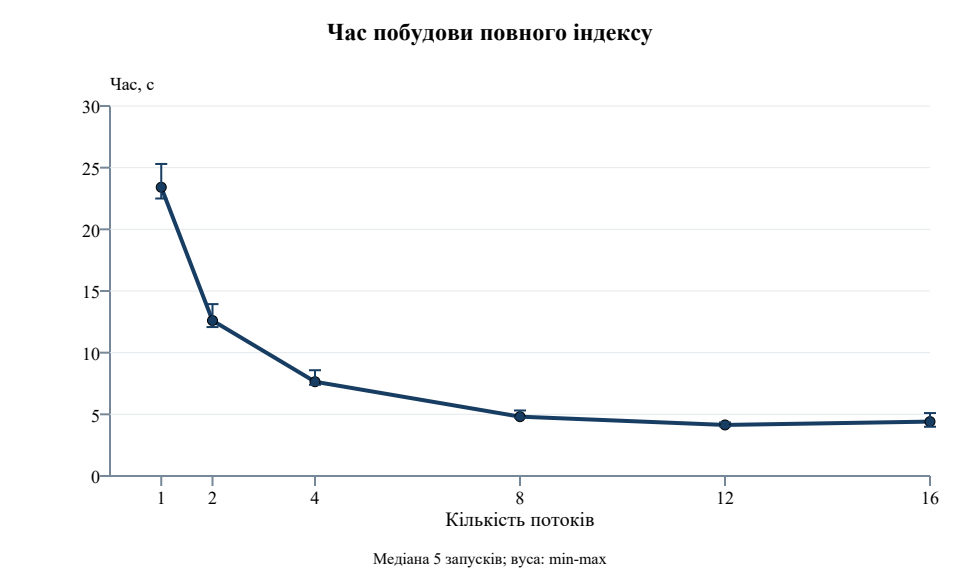 Час побудови повного індексу
Час, с
30
25
20
15
10
5
0
1 2 4 8 12 16
Кількість потоків
Медіана 5 запусків; вуса: min-max